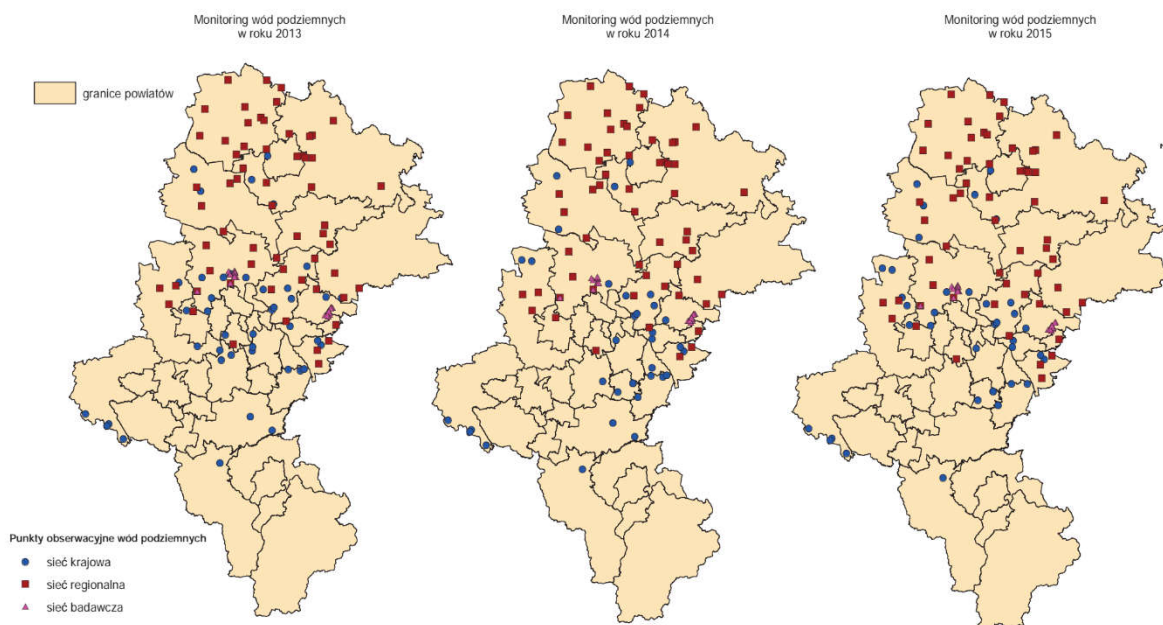 Monitoring wód podziemnych
w roku 2013
Monitoring wód podziemnych
w roku 2014
Monitoring wód podziemnych
w roku 2015
granice powiatów
Punkty obserwacyjne wód podziemnych
sieć krajowa
sieć regionalna
sieć badawcza